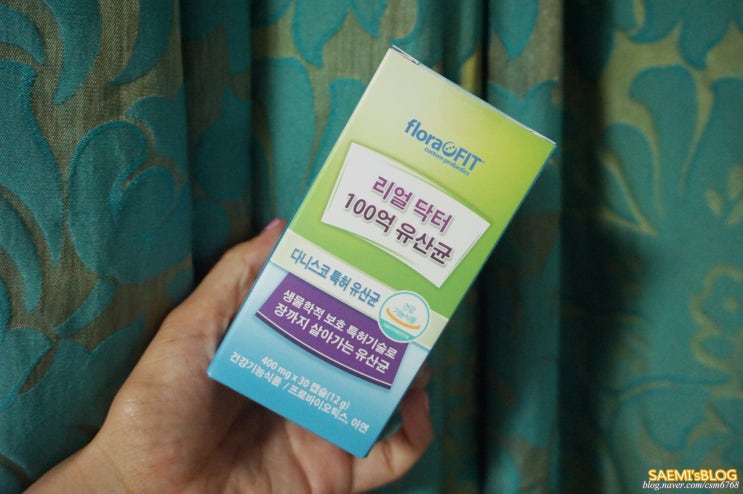 floraFIT
custom probiotics
리얼 닥터
100억 유산균
다니스코 특허 유산균
건강
기능식품
생물화적 보호 특허기술로
장까지 살아가는 유산균
400 mg x 30 캡슐(12 g)
건강기능식품 / 프로바이오틱스, 아연
SAEMI'sBLOG
blog.naver.com/csm6768